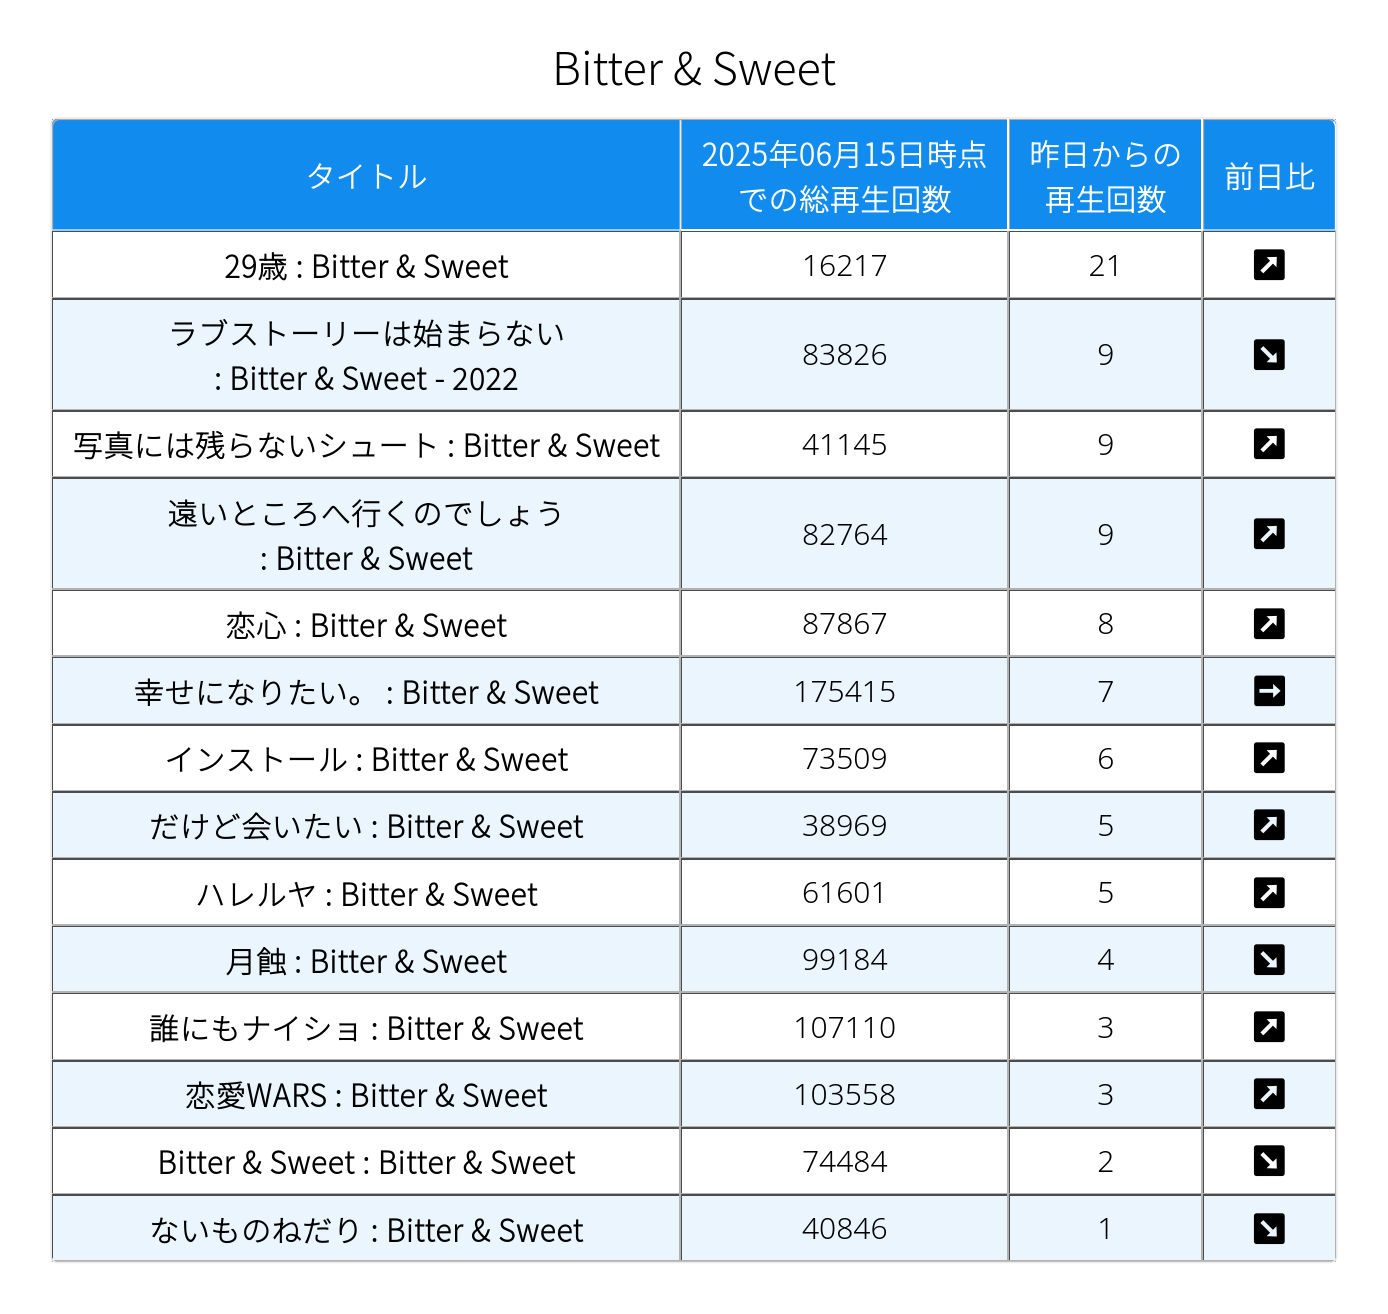 Bitter & Sweet
タイトル
2025年06月15日時点
での総再生回数
昨日からの
再生回数
前日比
29歳 : Bitter & Sweet
16217
21
ラブストーリーは始まらない
: Bitter & Sweet - 2022
83826
9
写真には残らないシュート : Bitter & Sweet
41145
9
遠いところへ行くのでしょう
: Bitter & Sweet
82764
9
恋心 : Bitter & Sweet
87867
8
幸せになりたい。 : Bitter & Sweet
175415
7
インストール : Bitter & Sweet
73509
6
だけど会いたい : Bitter & Sweet
38969
5
ハレルヤ : Bitter & Sweet
61601
5
月蝕 : Bitter & Sweet
99184
4
誰にもナイショ : Bitter & Sweet
107110
3
恋愛WARS : Bitter & Sweet
103558
3
Bitter & Sweet : Bitter & Sweet
74484
2
ないものねだり : Bitter & Sweet
40846
1